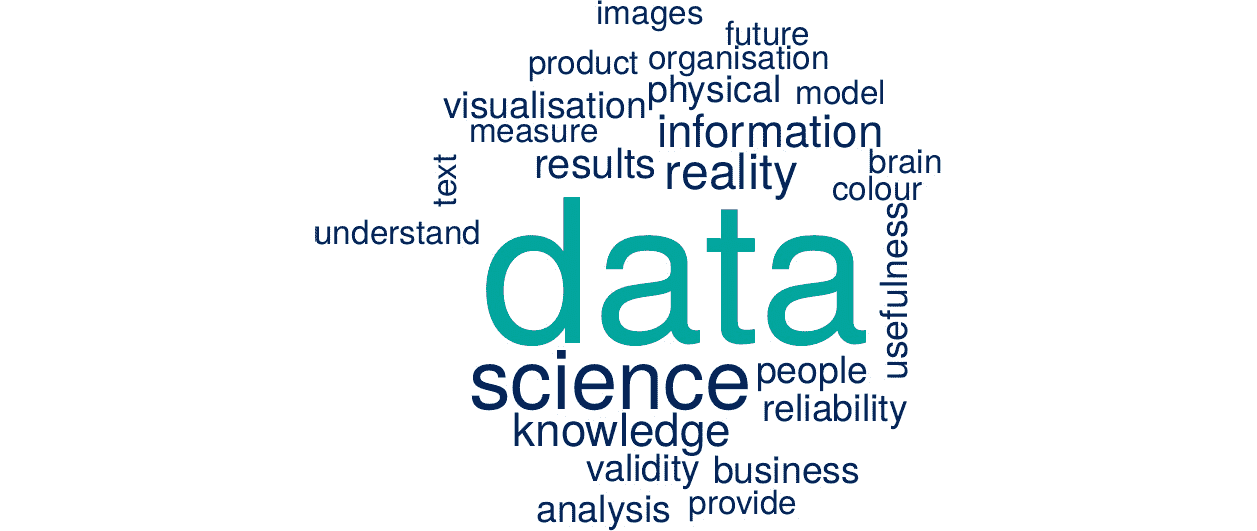 images
future
product
organisation
visualisation
physical
model
measure
information
results
reality
brain
text
colour
understand
data
usefulness
science
people
reliability
knowledge
validity
business
analysis
provide